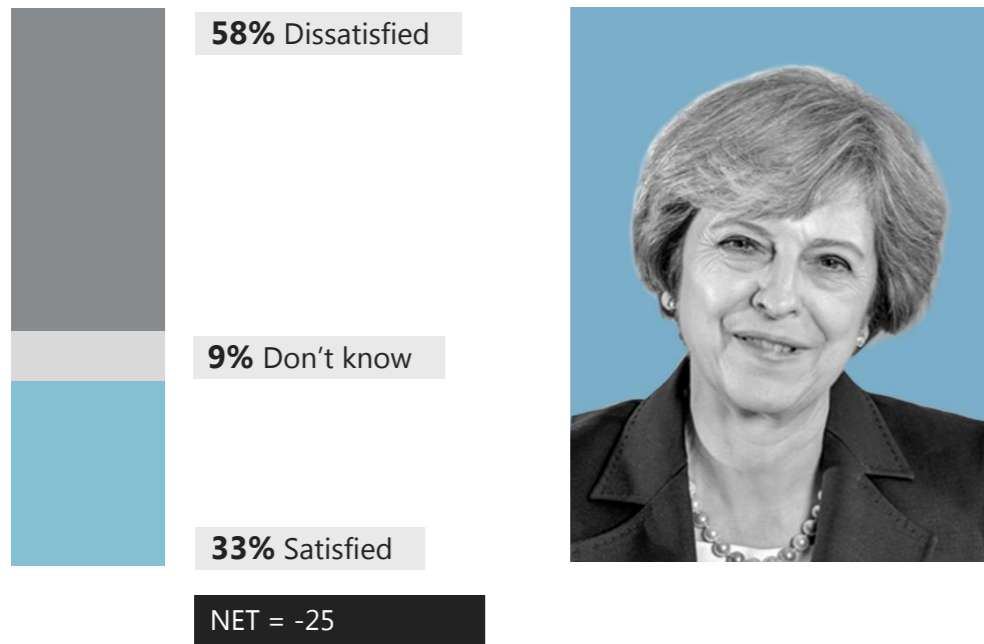 58% Dissatisfied
9% Don’t know
33% Satisfied
NET = -25